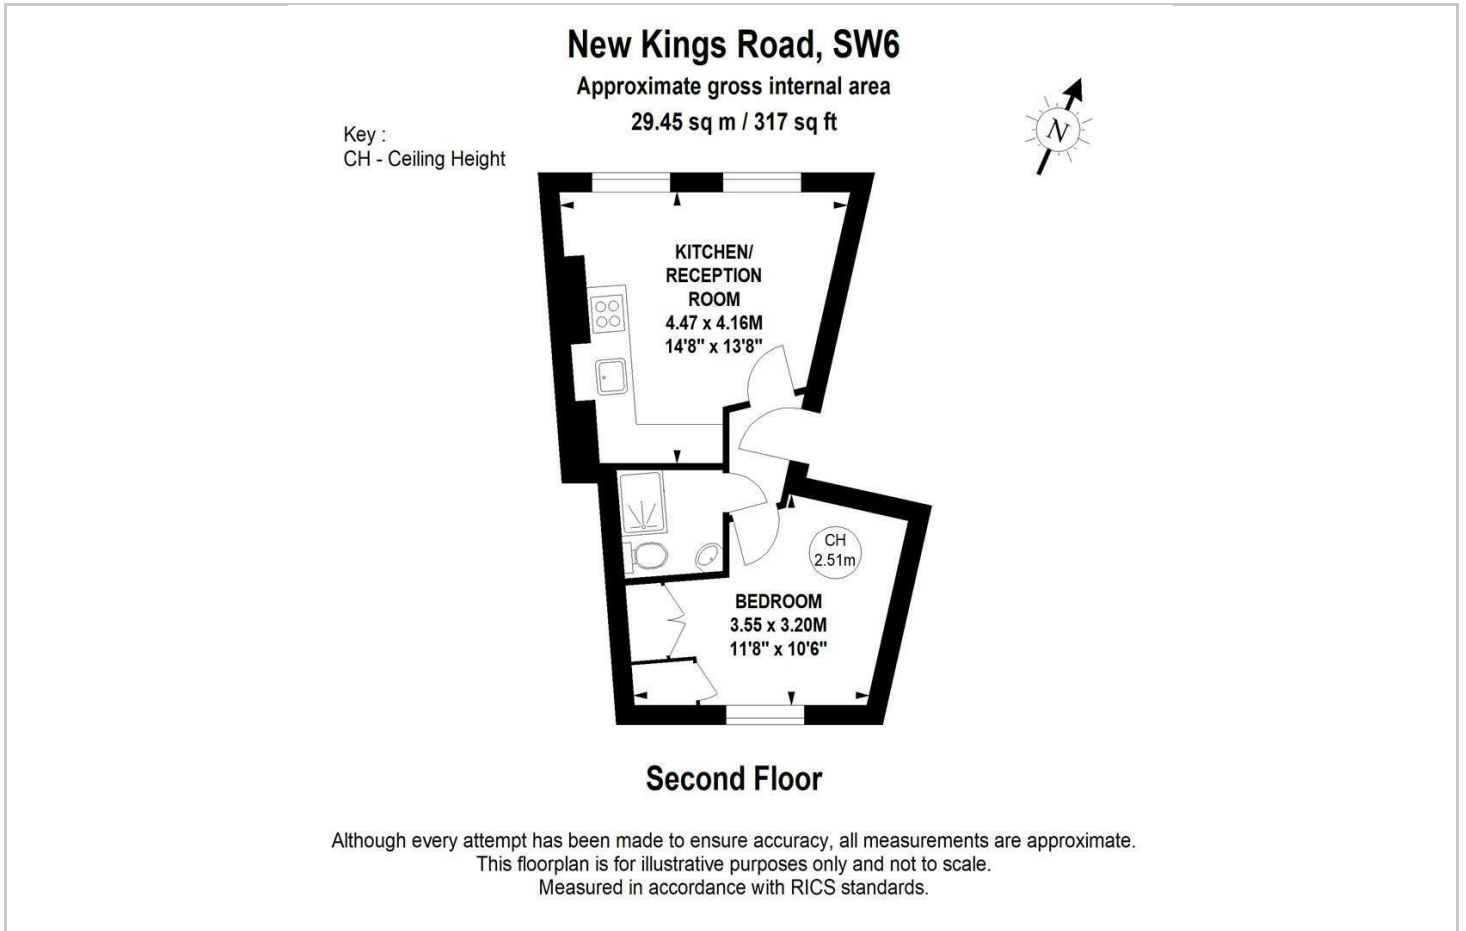 New Kings Road, SW6
Approximate gross internal area
29.45 sq m / 317 sq ft
Key :
CH - Ceiling Height
N
KITCHEN/
RECEPTION
ROOM
4.47 x 4.16M
14'8" x 13'8"
CH
2.51m
BEDROOM
3.55 x 3.20M
11'8" x 10'6"
Second Floor
Although every attempt has been made to ensure accuracy, all measurements are approximate.
This floorplan is for illustrative purposes only and not to scale.
Measured in accordance with RICS standards.